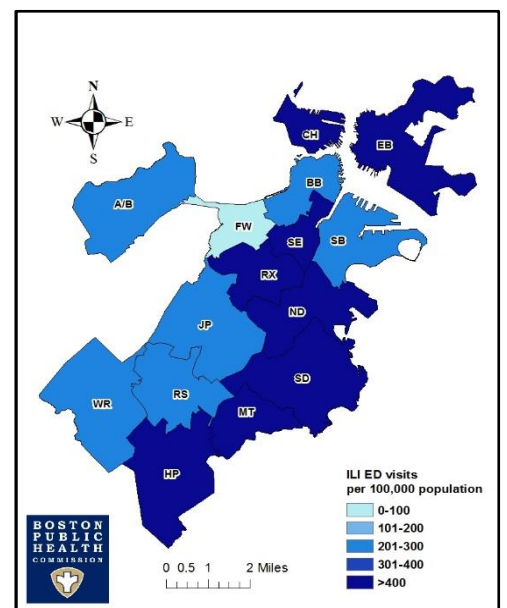 N
W E
S
CH
EB
BB
A/B
FW
SE
SB
RX
ND
JP
SD
WR
RS
MT
HP
ILI ED visits
per 100,000 population
0-100
101-200
201-300
301-400
>400
BOSTON
PUBLIC
HEALTH
COMMISSION
0 0.5 1 2 Miles